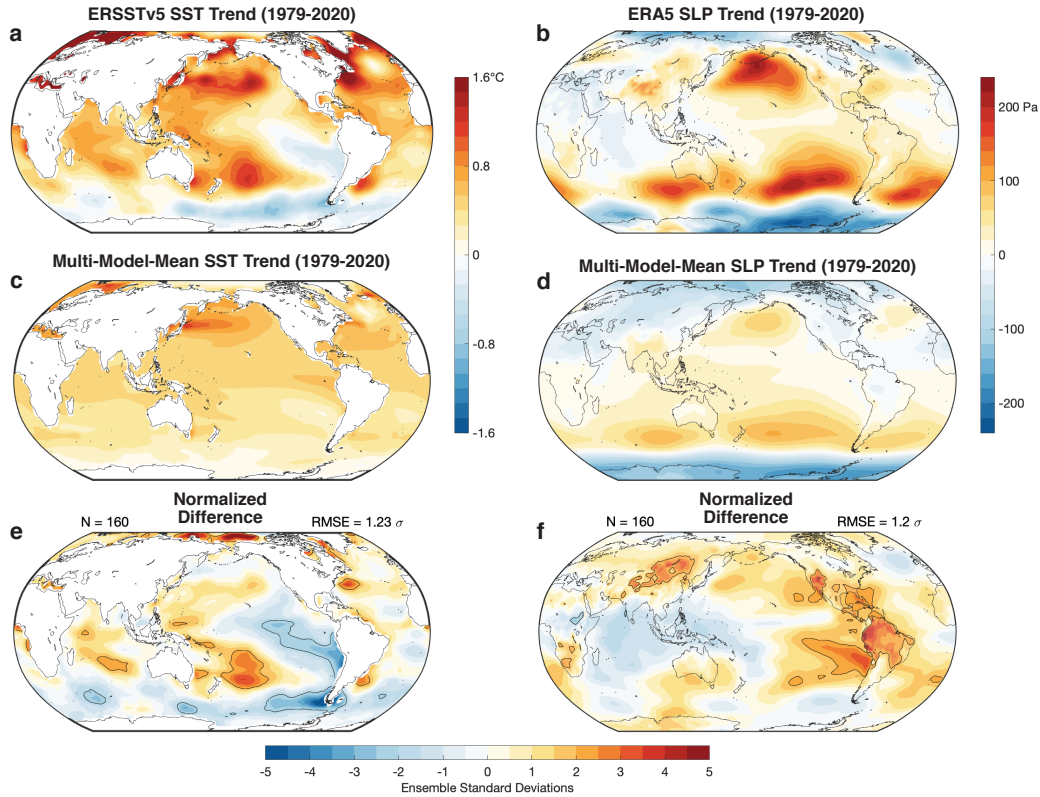 ERSSTv5 SST Trend (1979-2020)
ERA5 SLP Trend (1979-2020)
a
b
1.6°C
0.8
0
-0.8
-1.6
200 Pa
100
0
-100
-200
Multi-Model-Mean SST Trend (1979-2020)
Multi-Model-Mean SLP Trend (1979-2020)
c
d
Normalized
Difference
N = 160
RMSE = 1.23 σ
e
Normalized
Difference
N = 160
RMSE = 1.2 σ
f
-5 -4 -3 -2 -1 0 1 2 3 4 5
Ensemble Standard Deviations